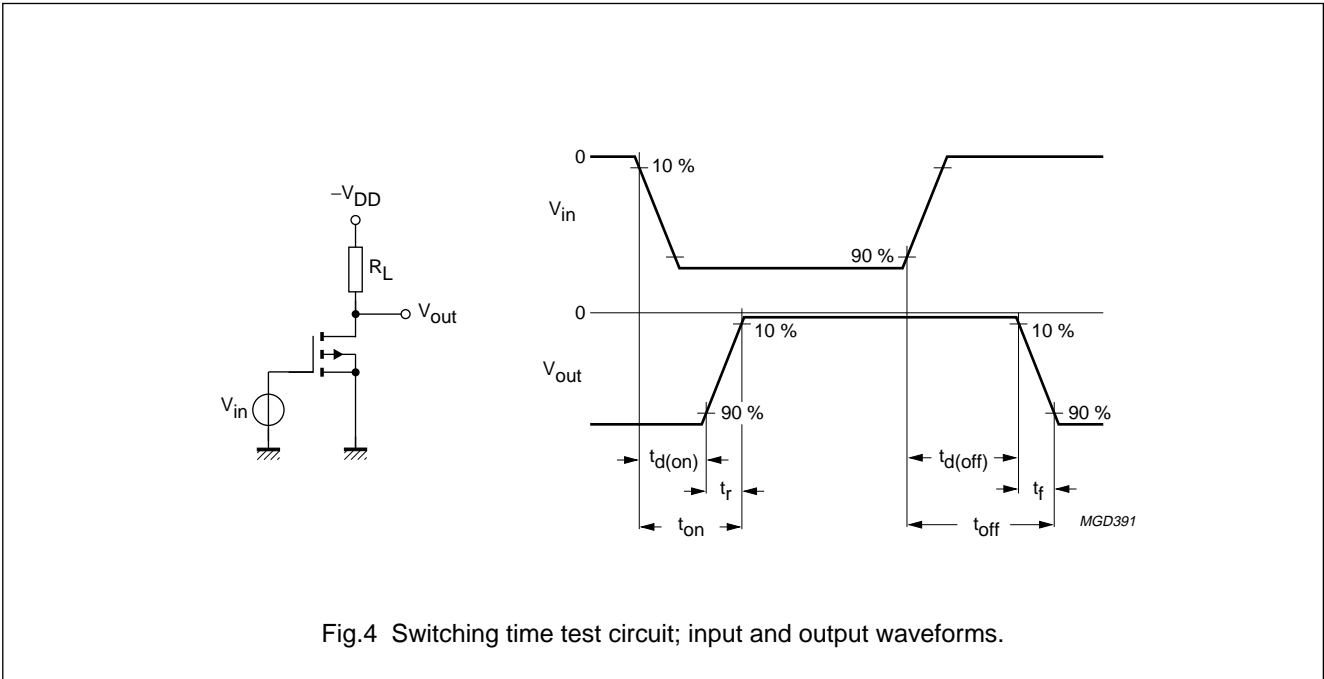 −VDD
RL
Vout
Vin
0
10 %
Vin
90 %
0
10 %
10 %
Vout
90 %
90 %
td(on)
td(off)
tr
tf
ton
toff
MGD391
Fig.4 Switching time test circuit; input and output waveforms.